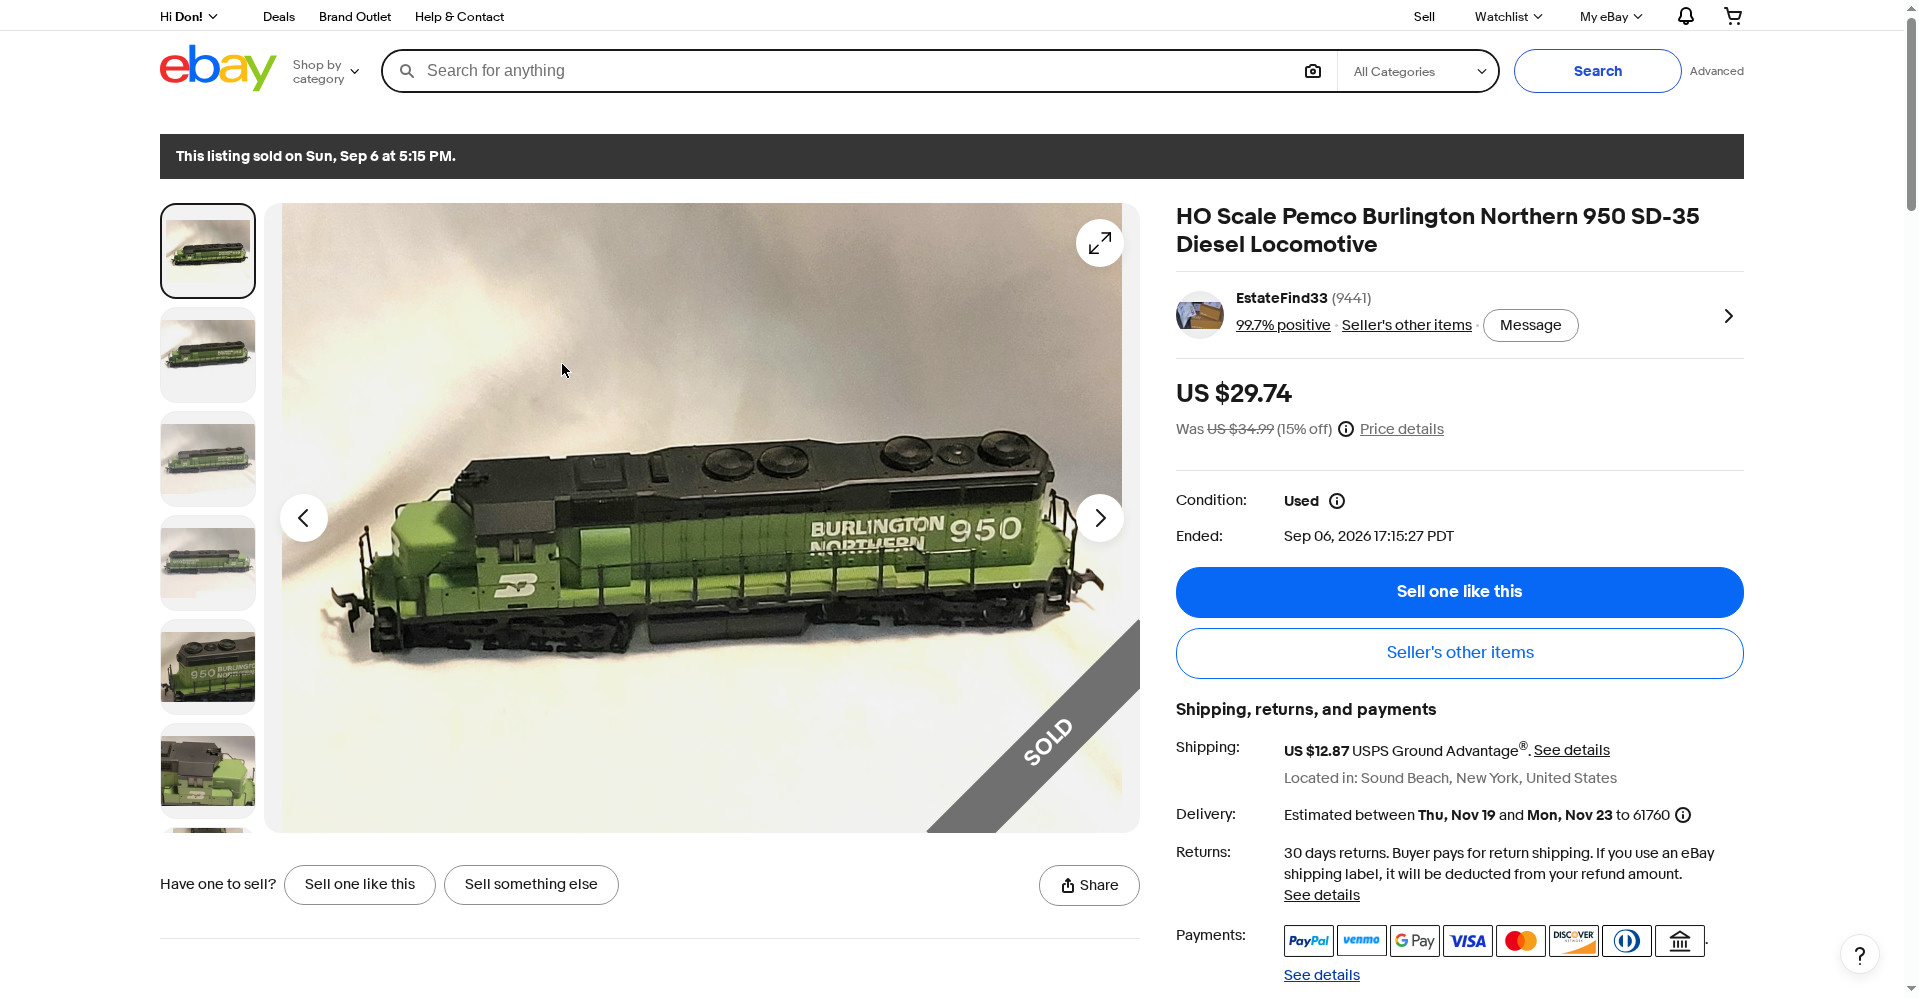 Hi Don!
Deals
Brand Outlet
Help & Contact
Sell
Watchlist
My eBay
ebay
Shop by category
Search for anything
All Categories
Search
Advanced
This listing sold on Sun, Sep 6 at 5:15 PM.
BURLINGTON
NORTHERN
950
SOLD
950 BURLINGTON
NORTHERN
HO Scale Pemco Burlington Northern 950 SD-35
Diesel Locomotive
EstateFind33 (9441)
99.7% positive · Seller's other items · Message
US $29.74
Was US $34.99 (15% off) Price details
Condition: Used
Ended: Sep 06, 2026 17:15:27 PDT
Sell one like this
Seller's other items
Shipping, returns, and payments
Shipping: US $12.87 USPS Ground Advantage®. See details
Located in: Sound Beach, New York, United States
Delivery: Estimated between Thu, Nov 19 and Mon, Nov 23 to 61760
Returns: 30 days returns. Buyer pays for return shipping. If you use an eBay
shipping label, it will be deducted from your refund amount.
See details
Payments: PayPal venmo G Pay VISA DISCOVER
See details
Have one to sell? Sell one like this Sell something else
Share
?